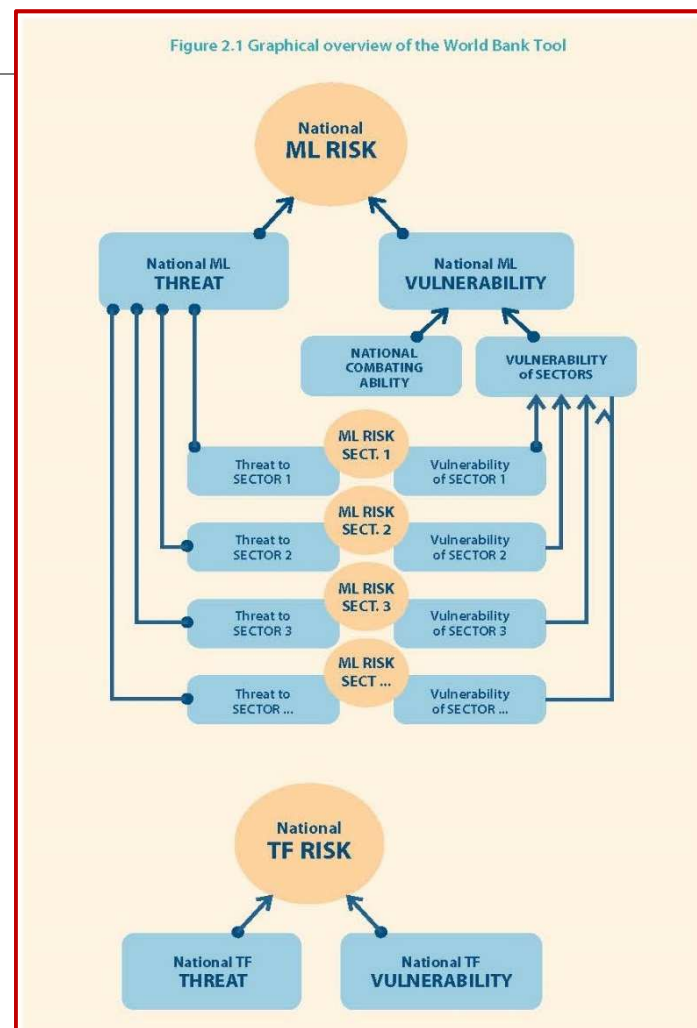 Figure 2.1 Graphical overview of the World Bank Tool
National
ML RISK
National ML
THREAT
National ML
VULNERABILITY
NATIONAL
COMBATING
ABILITY
VULNERABILITY
of SECTORS
ML RISK
SECT. 1
Threat to
SECTOR 1
Vulnerability
of SECTOR 1
ML RISK
SECT. 2
Threat to
SECTOR 2
Vulnerability
of SECTOR 2
ML RISK
SECT. 3
Threat to
SECTOR 3
Vulnerability
of SECTOR 3
ML RISK
SECT ...
Threat to
SECTOR ...
Vulnerability
of SECTOR ...
National
TF RISK
National TF
THREAT
National TF
VULNERABILITY